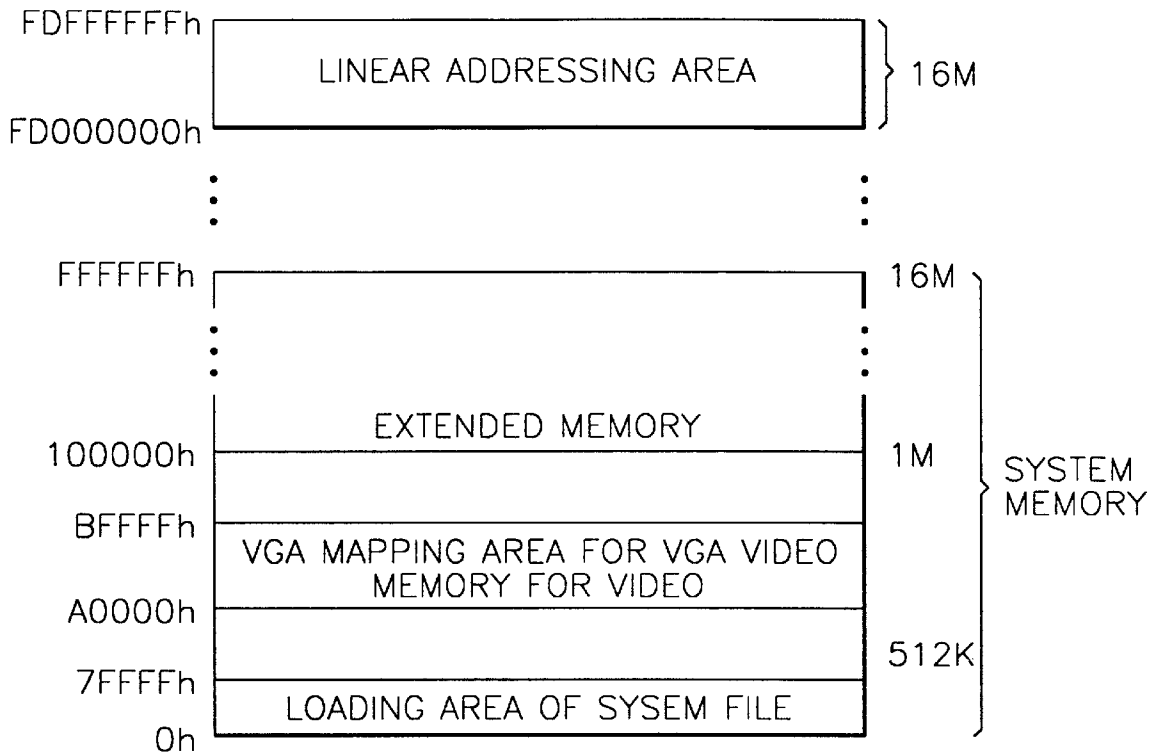 FDFFFFFFh
LINEAR ADDRESSING AREA
16M
FD000000h
FFFFFFh
16M
EXTENDED MEMORY
100000h
1M
SYSTEM
MEMORY
BFFFFh
VGA MAPPING AREA FOR VGA VIDEO
MEMORY FOR VIDEO
A0000h
512K
7FFFFh
LOADING AREA OF SYSEM FILE
0h